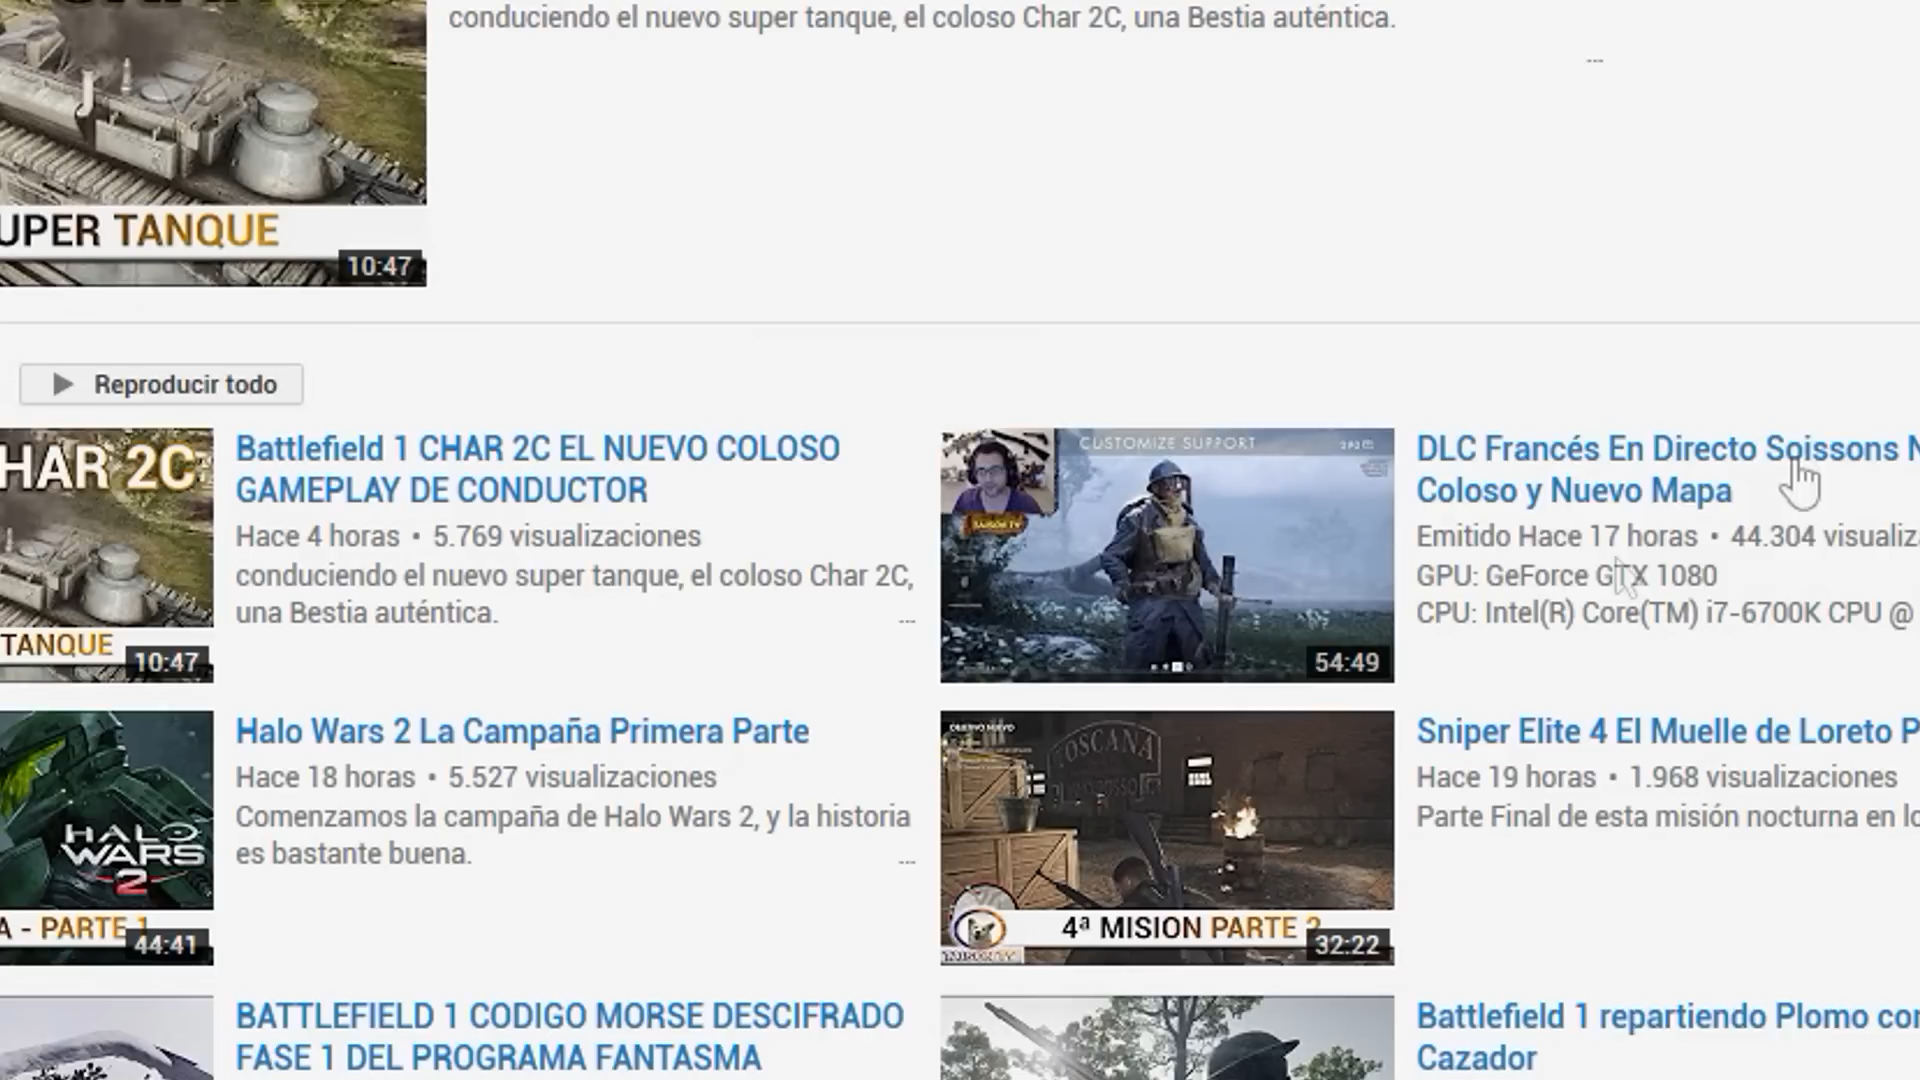 conduciendo el nuevo super tanque, el coloso Char 2C, una Bestia auténtica.
...
UPER TANQUE
10:47
Reproducir todo
HAR 2C
TANQUE
10:47
Battlefield 1 CHAR 2C EL NUEVO COLOSO
GAMEPLAY DE CONDUCTOR
Hace 4 horas • 5.769 visualizaciones
conduciendo el nuevo super tanque, el coloso Char 2C,
una Bestia auténtica.
...
CUSTOMIZE SUPPORT
54:49
DLC Francés En Directo Soissons N
Coloso y Nuevo Mapa
Emitido Hace 17 horas • 44.304 visualiz
GPU: GeForce GTX 1080
CPU: Intel(R) Core(TM) i7-6700K CPU @
HALO
WARS
2
A - PARTE 1
44:41
Halo Wars 2 La Campaña Primera Parte
Hace 18 horas • 5.527 visualizaciones
Comenzamos la campaña de Halo Wars 2, y la historia
es bastante buena.
...
OBJETIVO NUEVO
TOSCANA
4ª MISION PARTE 2
32:22
Sniper Elite 4 El Muelle de Loreto P
Hace 19 horas • 1.968 visualizaciones
Parte Final de esta misión nocturna en lo
BATTLEFIELD 1 CODIGO MORSE DESCIFRADO
FASE 1 DEL PROGRAMA FANTASMA
Battlefield 1 repartiendo Plomo con
Cazador